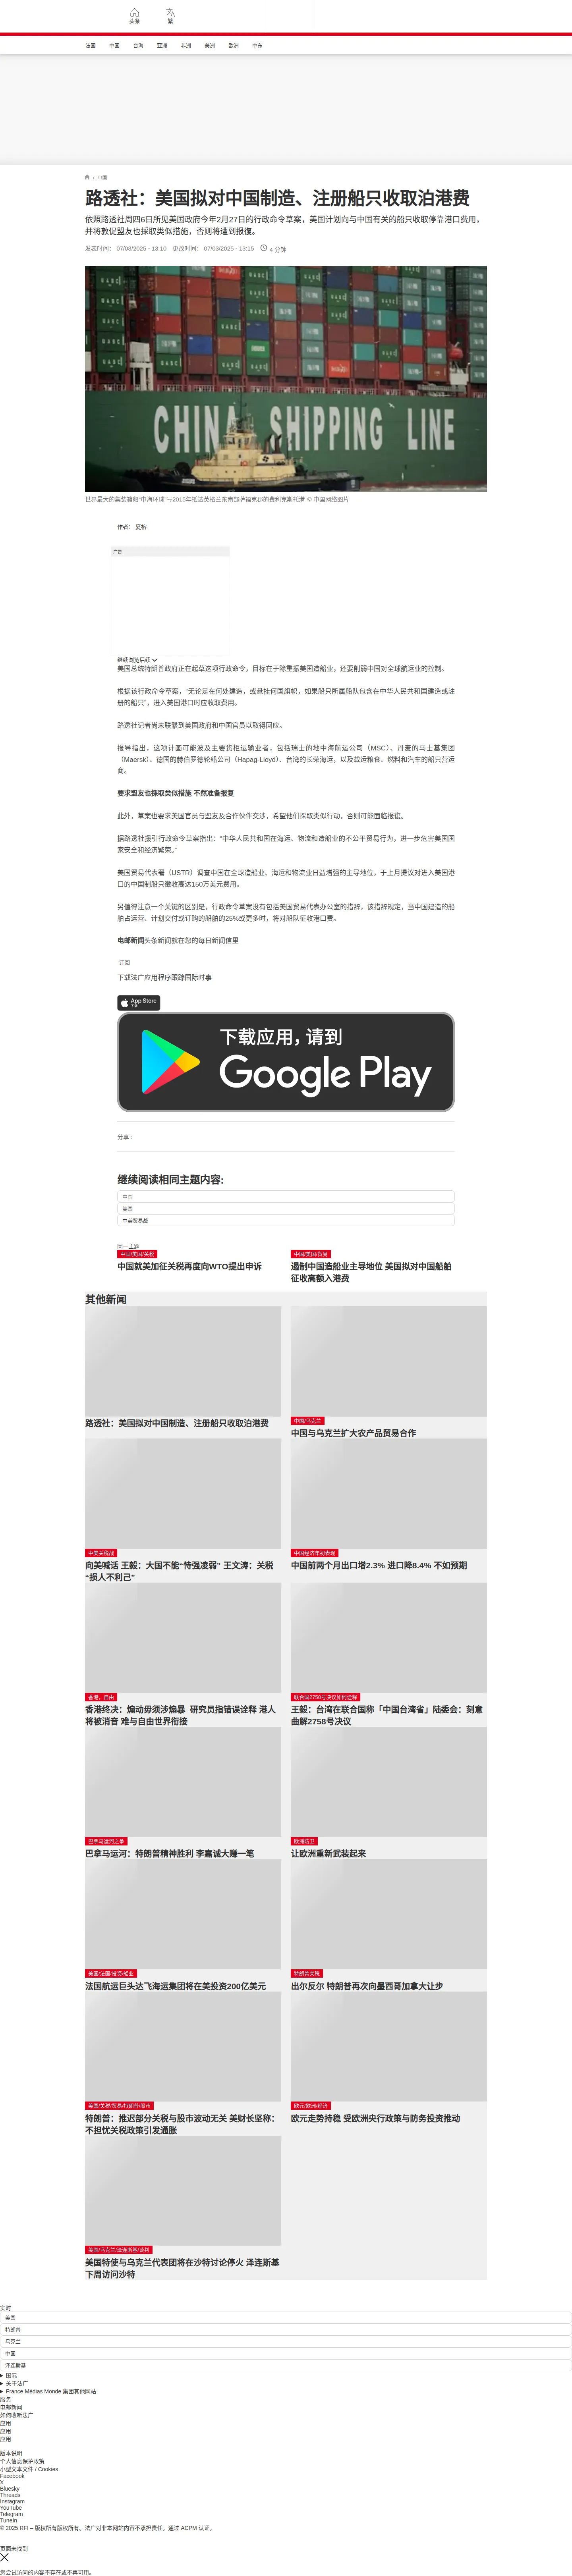 头条
繁
法国
中国
台海
亚洲
非洲
美洲
欧洲
中东
/ 中国
路透社：美国拟对中国制造、注册船只收取泊港费
依照路透社周四6日所见美国政府今年2月27日的行政命令草案，美国计划向与中国有关的船只收取停靠港口费用，
并将敦促盟友也採取类似措施，否则将遭到报復。
发表时间： 07/03/2025 - 13:10 更改时间： 07/03/2025 - 13:15 4 分钟
CHINA SHIPPING LINE
世界最大的集装箱船“中海环球”号2015年抵达英格兰东南部萨福克郡的费利克斯托港 © 中国网络图片
作者： 夏榕
广告
继续浏览后续
美国总统特朗普政府正在起草这项行政命令，目标在于除重振美国造船业，还要削弱中国对全球航运业的控制。
根据该行政命令草案，“无论是在何处建造，或悬挂何国旗帜，如果船只所属船队包含在中华人民共和国建造或註
册的船只”，进入美国港口时应收取费用。
路透社记者尚未联繫到美国政府和中国官员以取得回应。
报导指出，这项计画可能波及主要货柜运输业者，包括瑞士的地中海航运公司（MSC）、丹麦的马士基集团
（Maersk）、德国的赫伯罗德轮船公司（Hapag-Lloyd）、台湾的长荣海运，以及载运粮食、燃料和汽车的船只营运
商。
要求盟友也採取类似措施 不然准备报复
此外，草案也要求美国官员与盟友及合作伙伴交涉，希望他们採取类似行动，否则可能面临报復。
据路透社援引行政命令草案指出：“中华人民共和国在海运、物流和造船业的不公平贸易行为，进一步危害美国国
家安全和经济繁荣。”
美国贸易代表署（USTR）调查中国在全球造船业、海运和物流业日益增强的主导地位，于上月提议对进入美国港
口的中国制船只徵收高达150万美元费用。
另值得注意一个关键的区别是，行政命令草案没有包括美国贸易代表办公室的措辞，该措辞规定，当中国建造的船
舶占运营、计划交付或订购的船舶的25%或更多时，将对船队征收港口费。
电邮新闻头条新闻就在您的每日新闻信里
订阅
下载法广应用程序跟踪国际时事
App Store
下载
下载应用，请到
Google Play
分享 :
继续阅读相同主题内容:
中国
美国
中美贸易战
同一主题
中国/美国/关税
中国就美加征关税再度向WTO提出申诉
中国/美国/贸易
遏制中国造船业主导地位 美国拟对中国船舶
征收高额入港费
其他新闻
路透社：美国拟对中国制造、注册船只收取泊港费
中国/乌克兰
中国与乌克兰扩大农产品贸易合作
中美关税战
向美喊话 王毅：大国不能“恃强凌弱” 王文涛：关税
“损人不利己”
中国经济年初表现
中国前两个月出口增2.3% 进口降8.4% 不如预期
香港，自由
香港终决：煽动毋须涉煽暴 研究员指错误诠释 港人
将被消音 难与自由世界衔接
联合国2758号决议如何诠释
王毅：台湾在联合国称「中国台湾省」陆委会：刻意
曲解2758号决议
巴拿马运河之争
巴拿马运河：特朗普精神胜利 李嘉诚大赚一笔
欧洲防卫
让欧洲重新武装起来
美国/法国/投资/船业
法国航运巨头达飞海运集团将在美投资200亿美元
特朗普关税
出尔反尔 特朗普再次向墨西哥加拿大让步
美国/关税/贸易/特朗普/股市
特朗普：推迟部分关税与股市波动无关 美财长坚称：
不担忧关税政策引发通胀
欧元/欧洲/经济
欧元走势持稳 受欧洲央行政策与防务投资推动
美国/乌克兰/泽连斯基/谈判
美国特使与乌克兰代表团将在沙特讨论停火 泽连斯基
下周访问沙特
实时
美国
特朗普
乌克兰
中国
泽连斯基
国际
关于法广
France Médias Monde 集团其他网站
服务
电邮新闻
如何收听法广
应用
应用
应用
版本说明
个人信息保护政策
小型文本文件 / Cookies
Facebook
X
Bluesky
Threads
Instagram
YouTube
Telegram
TuneIn
© 2025 RFI – 版权所有版权所有。法广对非本网站内容不承担责任。通过 ACPM 认证。
页面未找到
您尝试访问的内容不存在或不再可用。